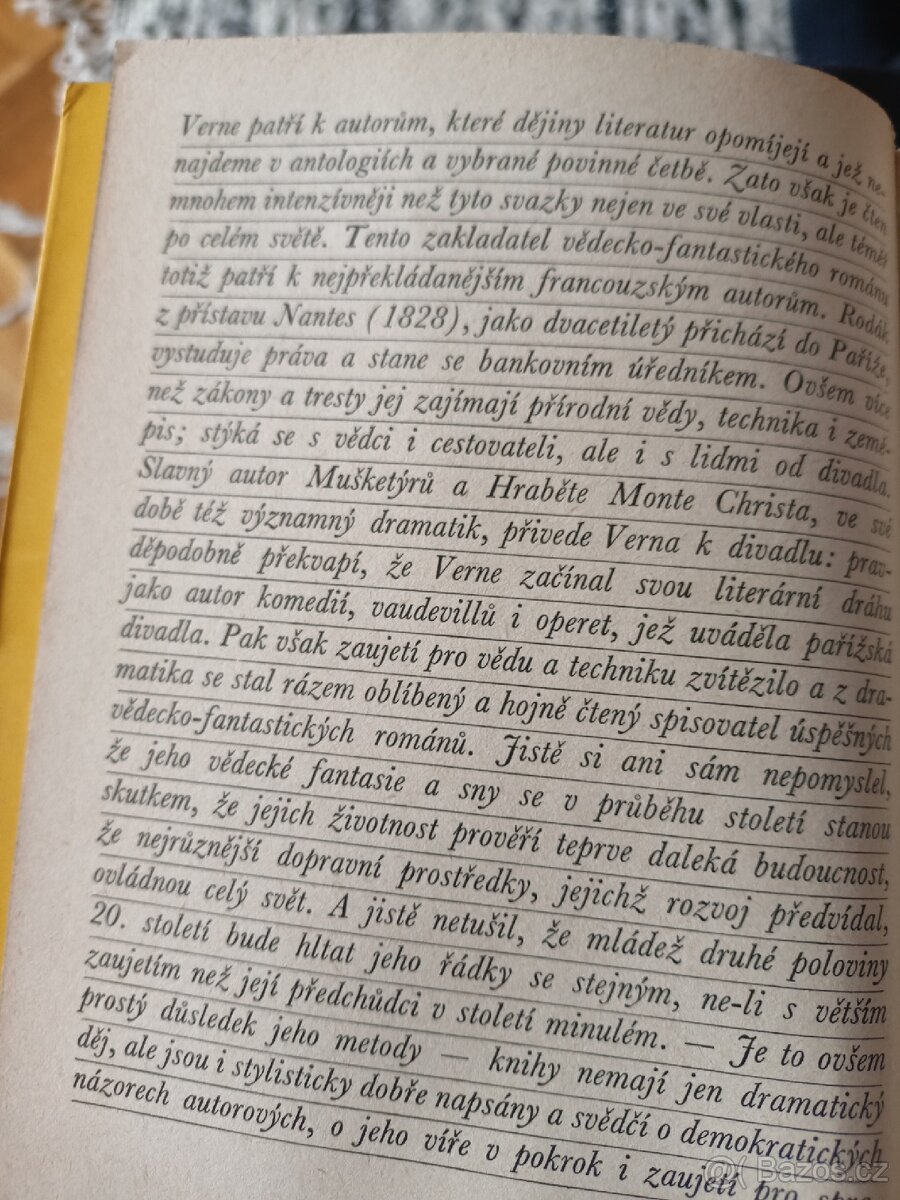 Verne patří k autorům, které dějiny literatur opomíjejí a jež ne-
najdeme v antologiích a vybrané povinné četbě. Zato však je čten
mnohem intenzívněji než tyto svazky nejen ve své vlasti, ale téměř
po celém světě. Tento zakladatel vědecko-fantastického románu
totiž patří k nejpřekládanějším francouzským autorům. Rodák
z přístavu Nantes (1828), jako dvacetiletý přichází do Paříže,
vystuduje práva a stane se bankovním úředníkem. Ovšem více
než zákony a tresty jej zajímají přírodní vědy, technika i země-
pis; stýká se s vědci i cestovateli, ale i s lidmi od divadla.
Slavný autor Mušketýrů a Hraběte Monte Christa, ve své
době též významný dramatik, přivede Verna k divadlu: prav-
děpodobně překvapí, že Verne začínal svou literární dráhu
jako autor komedií, vaudevillů i operet, jež uváděla pařížská
divadla. Pak však zaujetí pro vědu a techniku zvítězilo a z dra-
matika se stal rázem oblíbený a hojně čtený spisovatel úspěšných
vědecko-fantastických románů. Jistě si ani sám nepomyslel,
že jeho vědecké fantasie a sny se v průběhu století stanou
skutkem, že jejich životnost prověří teprve daleká budoucnost,
že nejrůznější dopravní prostředky, jejichž rozvoj předvídal,
ovládnou celý svět. A jistě netušil, že mládež druhé poloviny
20. století bude hltat jeho řádky se stejným, ne-li s větším
zaujetím než její předchůdci v století minulém. — Je to ovšem
prostý důsledek jeho metody — knihy nemají jen dramatický
děj, ale jsou i stylisticky dobře napsány a svědčí o demokratických
názorech autorových, o jeho víře v pokrok i zaujetí pro
Bazos.cz